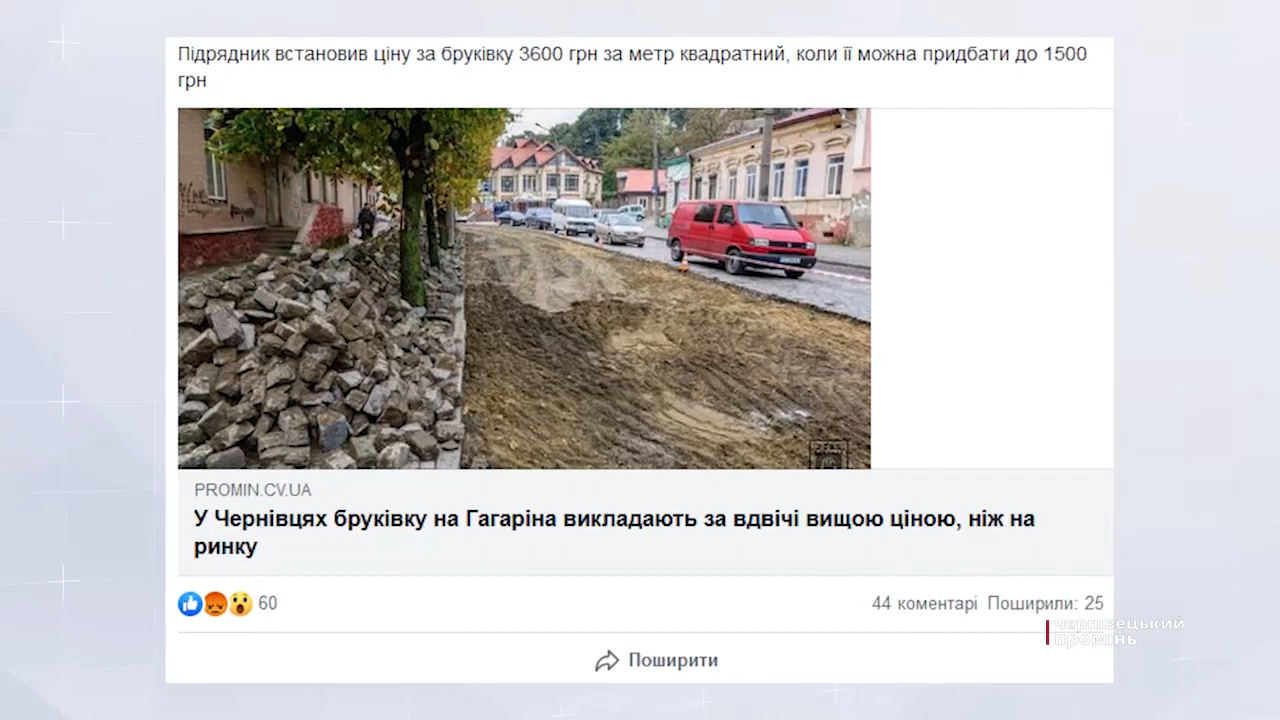 Підрядник встановив ціну за бруківку 3600 грн за метр квадратний, коли її можна придбати до 1500
грн
PROMIN.CV.UA
У Чернівцях бруківку на Гагаріна викладають за вдвічі вищою ціною, ніж на
ринку
60
44 коментарі Поширили: 25
чернівецький
промінь
Поширити